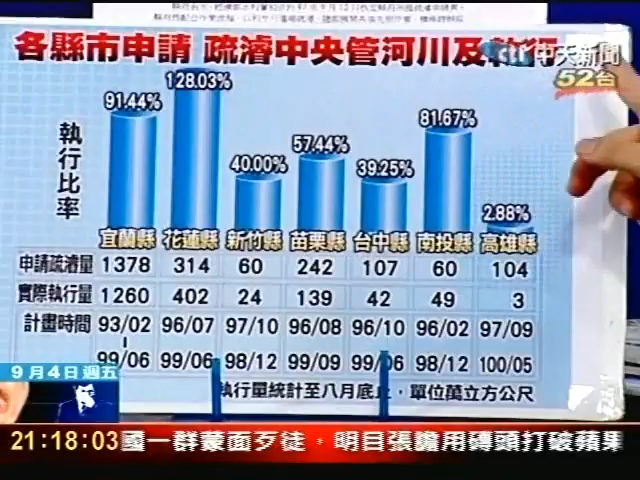 各縣市申請 疏濬中央管河川及執行
中天新聞
52台
執行比率
91.44%
128.03%
40.00%
57.44%
39.25%
81.67%
2.88%
宜蘭縣 花蓮縣 新竹縣 苗栗縣 台中縣 南投縣 高雄縣
申請疏濬量 1378 314 60 242 107 60 104
實際執行量 1260 402 24 139 42 49 3
計畫時間 93/02 96/07 97/10 96/08 96/10 96/02 97/09
99/06 99/06 98/12 99/09 99/06 98/12 100/05
執行量統計至八月底止，單位萬立方公尺
9月4日週五
21:18:03 國一群蒙面歹徒，明目張膽用磚頭打破蘋果